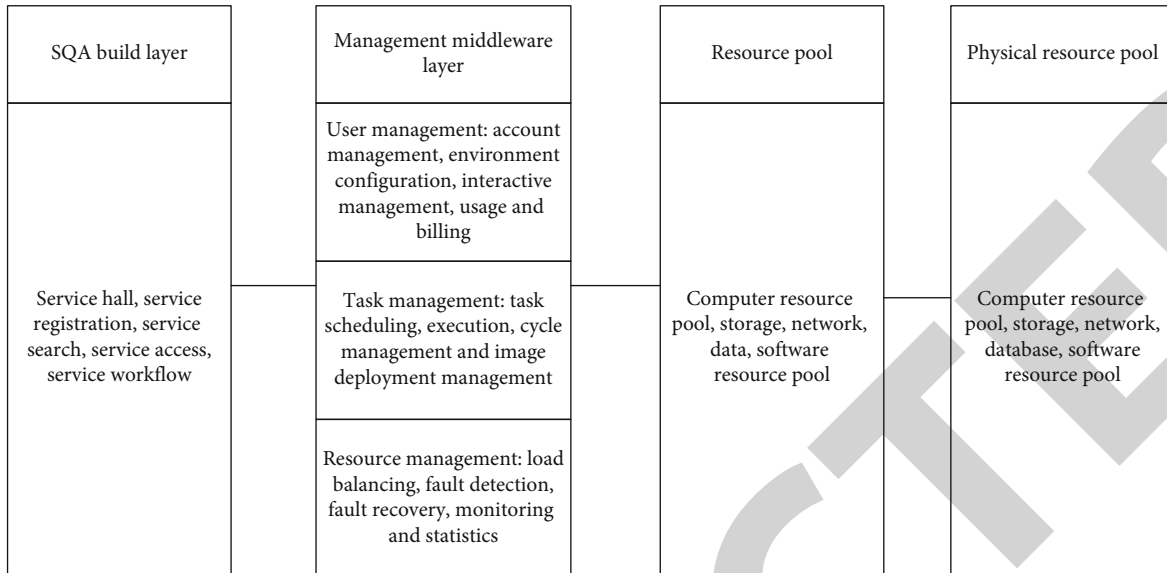 SQA build layer
Service hall, service
registration, service
search, service access,
service workflow
Management middleware
layer
User management: account
management, environment
configuration, interactive
management, usage and
billing
Task management: task
scheduling, execution, cycle
management and image
deployment management
Resource management: load
balancing, fault detection,
fault recovery, monitoring
and statistics
Resource pool
Computer resource
pool, storage, network,
data, software
resource pool
Physical resource pool
Computer resource
pool, storage, network,
database, software
resource pool
CTE